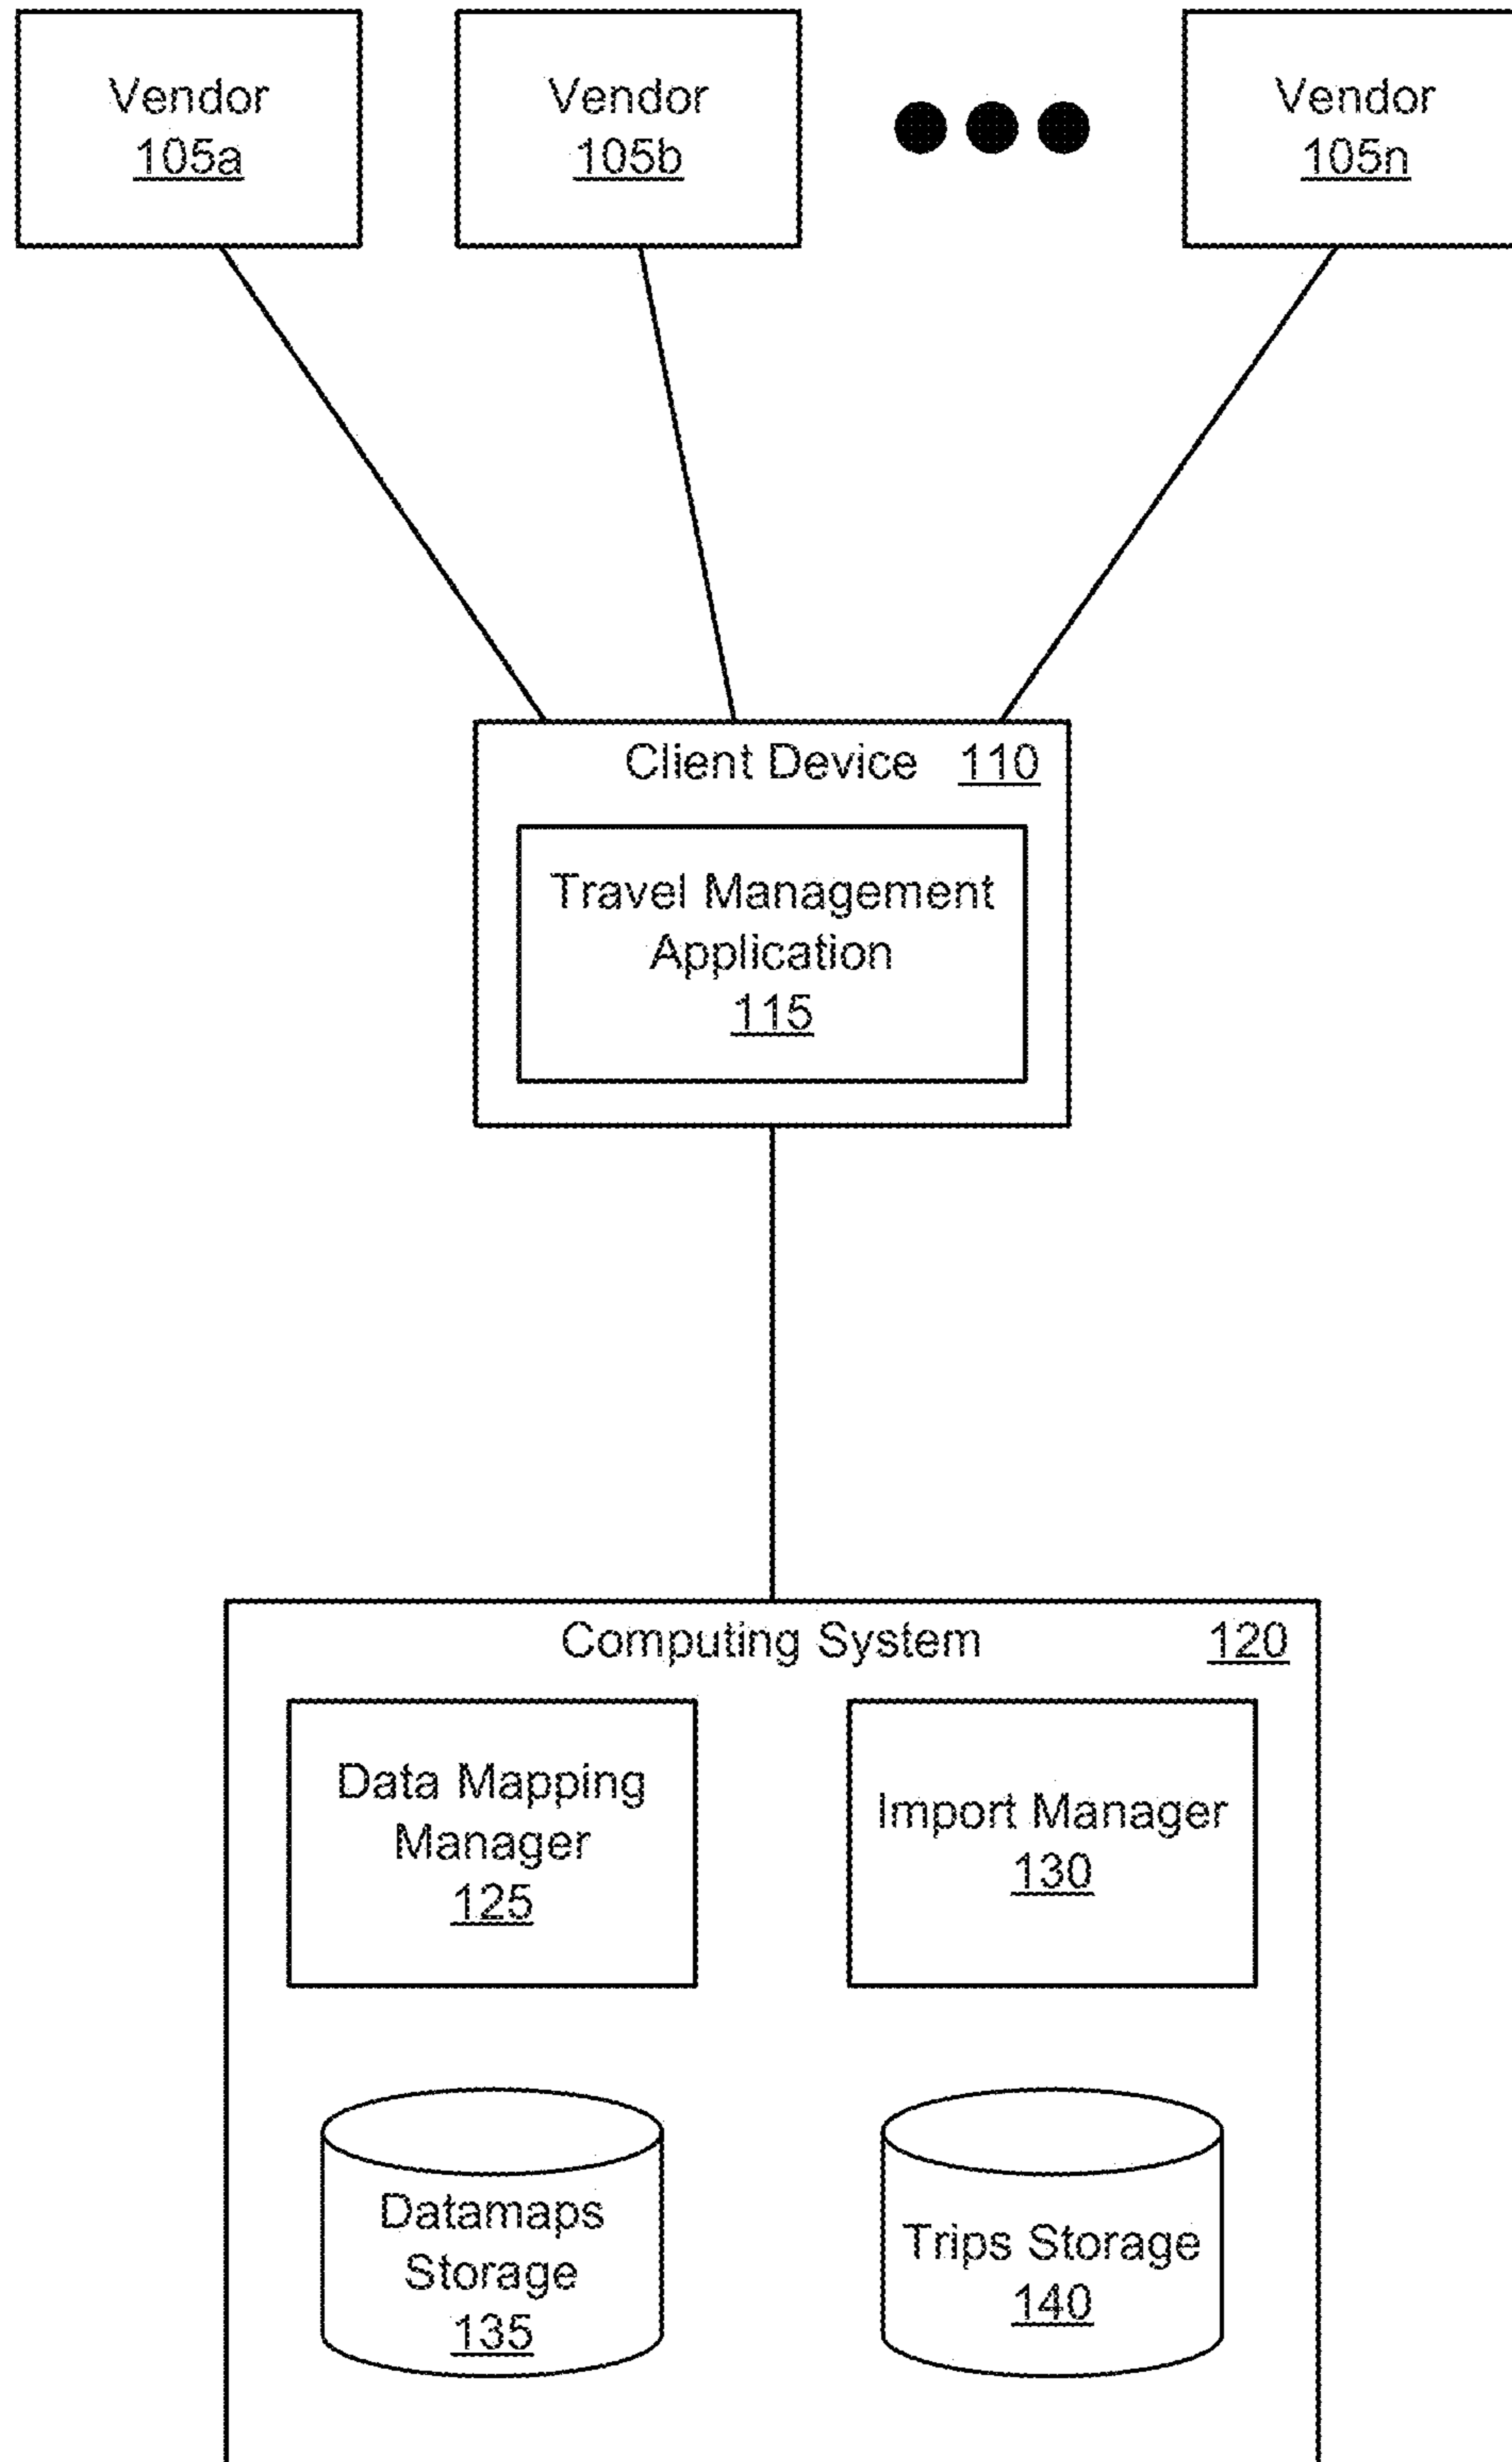 Vendor
105a
Vendor
105b
Vendor
105n
Client Device 110
Travel Management
Application
115
Computing System 120
Data Mapping
Manager
125
Import Manager
130
Datamaps
Storage
135
Trips Storage
140